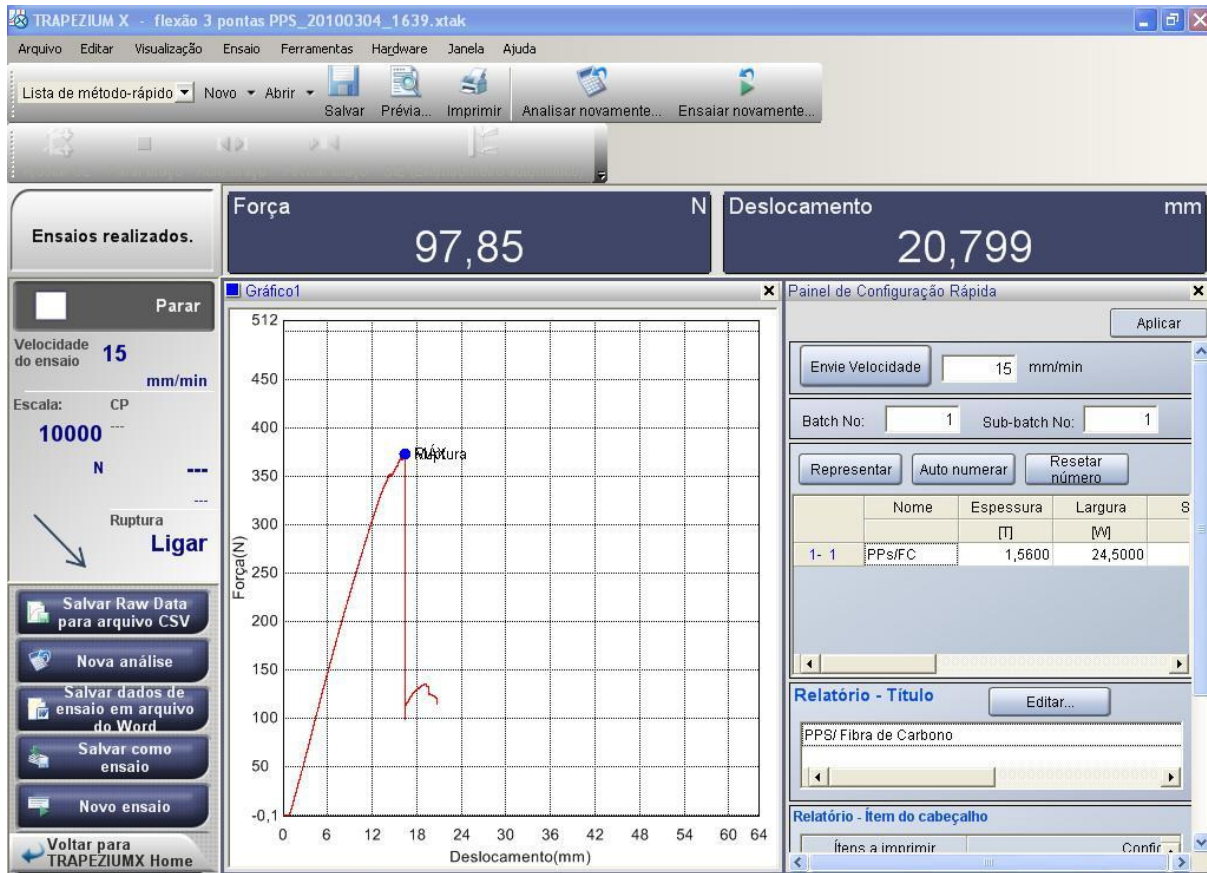 TRAPEZIUM X - flexão 3 pontas PPS_20100304_1639.xtak
Arquivo Editar Visualização Ensaio Ferramentas Hardware Janela Ajuda
Lista de método-rápido Novo Abrir Salvar Prévia... Imprimir Analisar novamente... Ensaiar novamente...
Ensaios realizados.
Força N
97,85
Deslocamento mm
20,799
Parar
Velocidade do ensaio 15
mm/min
Escala: CP
10000 ---
N ---
---
Ruptura
Ligar
Salvar Raw Data
para arquivo CSV
Nova análise
Salvar dados de
ensaio em arquivo
do Word
Salvar como
ensaio
Novo ensaio
Voltar para
TRAPEZIUMX Home
Gráfico1
512
450
400
350
300
250
200
150
100
50
-0,1
Força(N)
MÁX
Ruptura
0 6 12 18 24 30 36 42 48 54 60 64
Deslocamento(mm)
Painel de Configuração Rápida
Aplicar
Envie Velocidade 15 mm/min
Batch No: 1 Sub-batch No: 1
Representar Auto numerar Resetar
número
Nome Espessura Largura S
[T] [W]
1- 1 PPs/FC 1,5600 24,5000
Relatório - Título Editar...
PPS/ Fibra de Carbono
Relatório - Ítem do cabeçalho
Ítens a imprimir